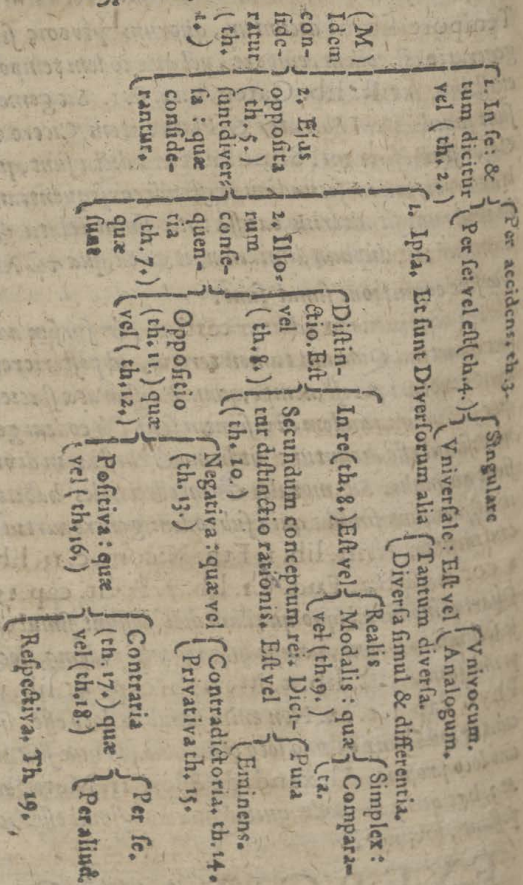 (M)
Idem
con-
side-
ratur
(th.
1.)
1. In se: &
tum dicitur
vel (th. 2.)
Per accidens, th. 3.
Per se: vel est (th. 4.)
Singulare
Vniversale: Est vel
Vnivocum.
Analogum.
2. Ejus
opposita
(th. 5.)
sunt diver-
sa: quæ
conside-
rantur.
1. Ipsa. Et sunt Diversorum alia
Tantum diversa.
Diversa simul & differentia.
2. Illo-
rum
conse-
quen-
tia
(th. 7.)
quæ
sunt
vel
Distin-
ctio. Est
(th. 8.)
In re (th. 8.) Est vel
Realis
Modalis: quæ
vel (th. 9.)
Simplex:
Compara-
ta.
Secundum conceptum rei. Dici-
tur distinctio rationis. Est vel
(th. 10.)
Pura
Eminens.
Oppositio
(th. 11.) quæ
vel (th. 12.)
Negativa: quæ vel
(th. 13.)
Contradictoria, th. 14.
Privativa th. 15.
Positiva: quæ
vel (th. 16.)
Contraria
(th. 17.) quæ
vel (th. 18.)
Per se.
Per aliud.
Respectiva, Th. 19.